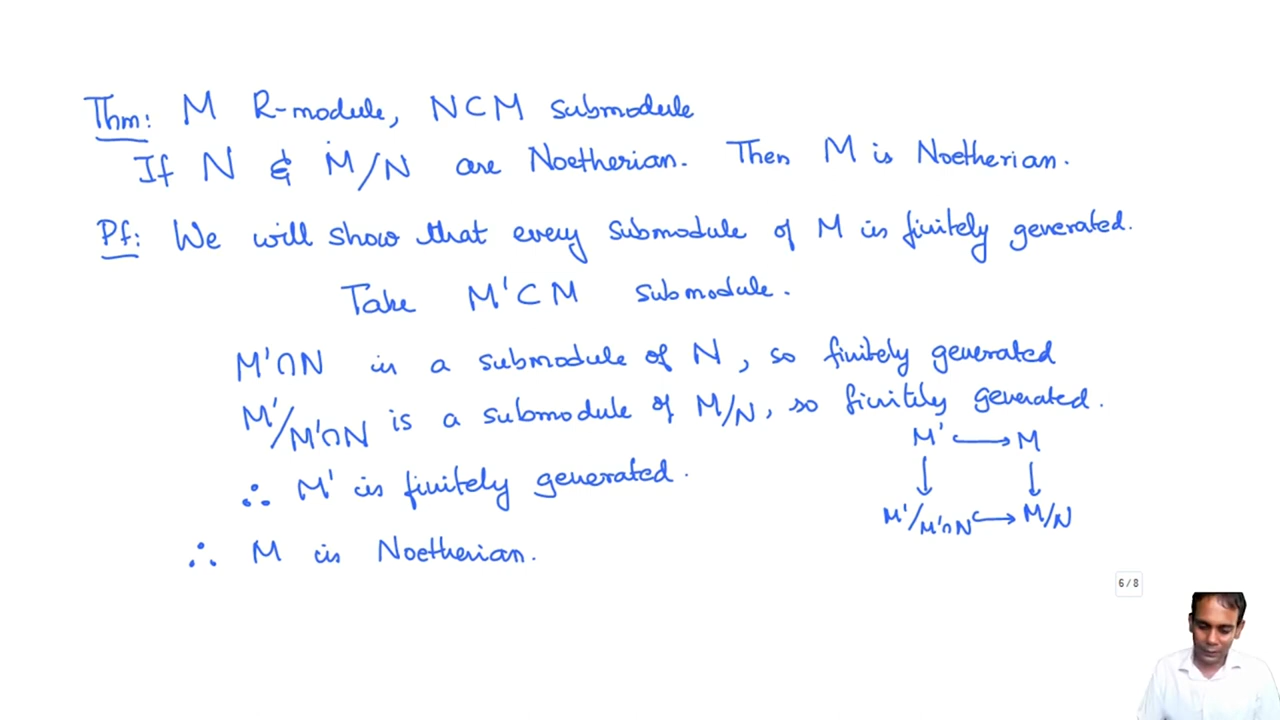 Thm: M R-module, N⊂M submodule
If N & M/N are Noetherian. Then M is Noetherian.
Pf: We will show that every submodule of M is finitely generated.
Take M'⊂M submodule.
M'∩N is a submodule of N, so finitely generated
M'/M'∩N is a submodule of M/N, so finitely generated.
M' ↪ M
∴ M' is finitely generated.
↓ ↓
M'/M'∩N ↪ M/N
∴ M is Noetherian.
6/8